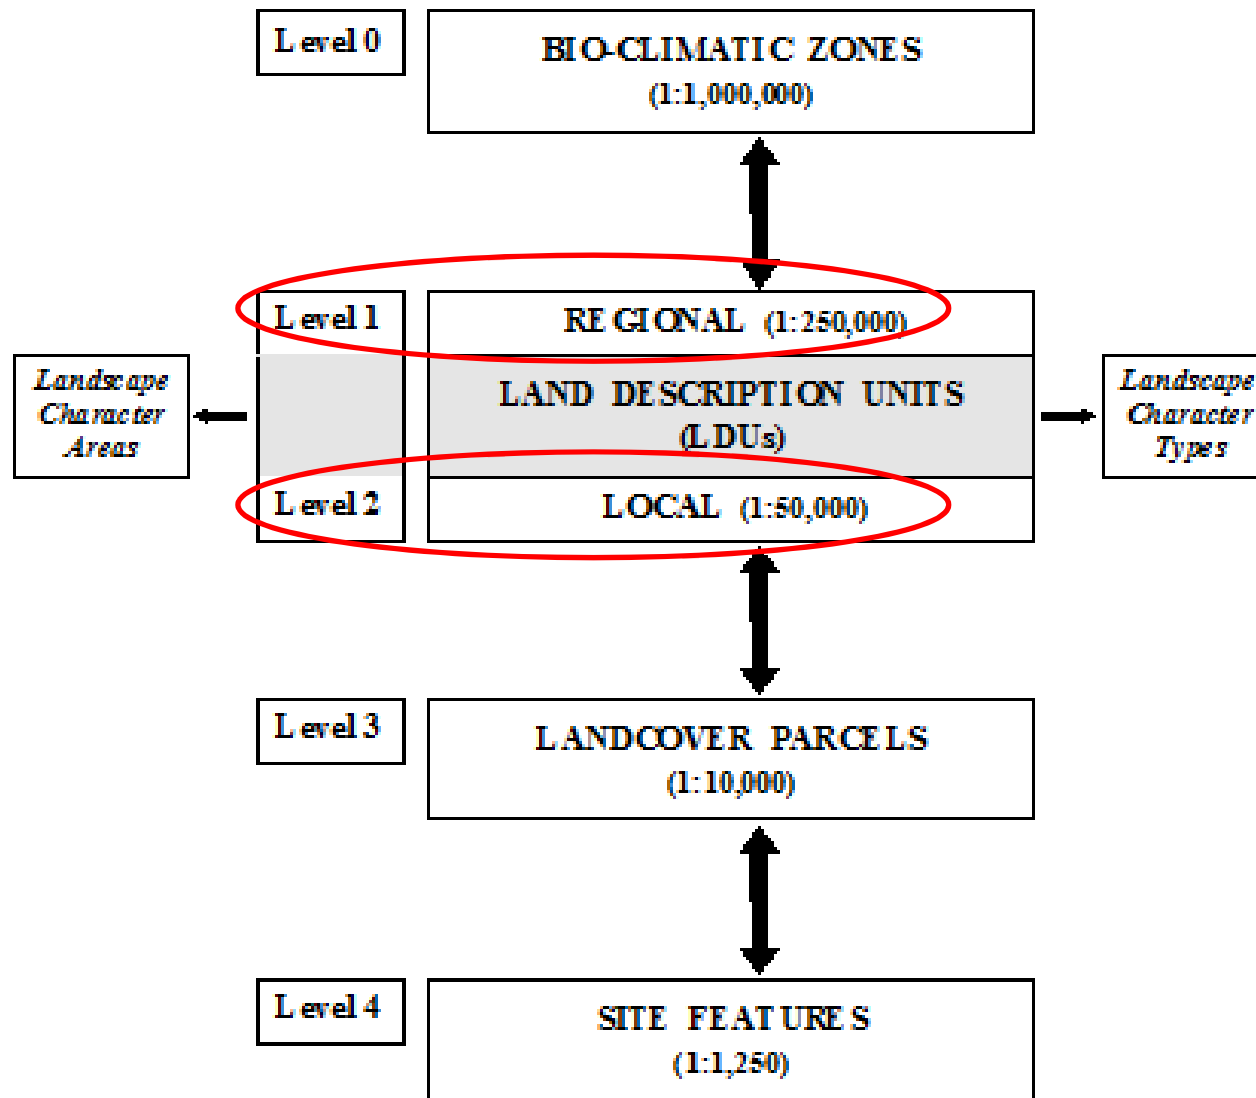 Level 0
BIO-CLIMATIC ZONES
(1:1,000,000)
Level 1
REGIONAL (1:250,000)
Landscape
Character
Areas
LAND DESCRIPTION UNITS
(LDUs)
Landscape
Character
Types
Level 2
LOCAL (1:50,000)
Level 3
LANDCOVER PARCELS
(1:10,000)
Level 4
SITE FEATURES
(1:1,250)